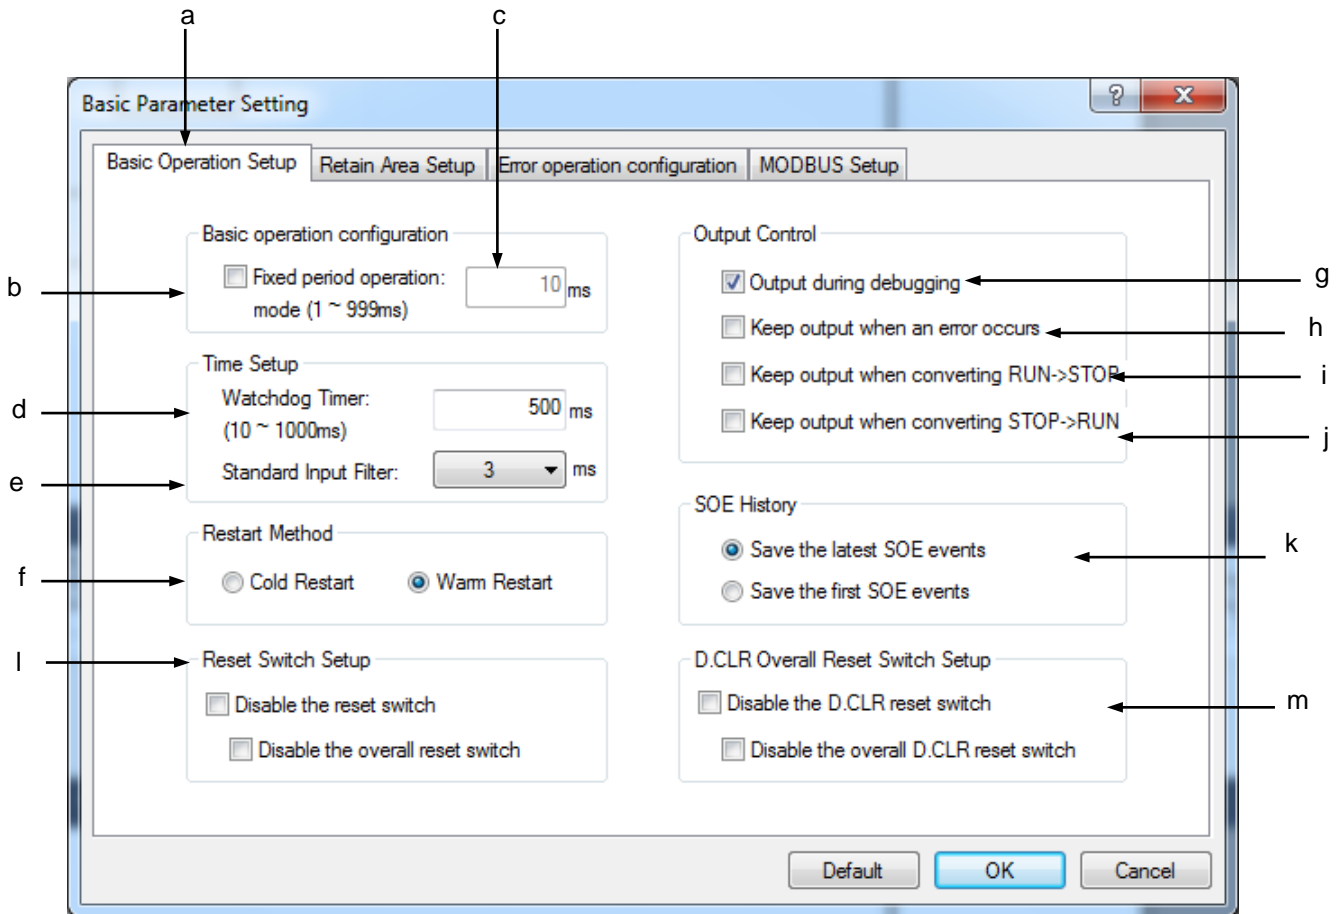 a
c
Basic Parameter Setting
Basic Operation Setup
Retain Area Setup
Error operation configuration
MODBUS Setup
Basic operation configuration
b
Fixed period operation:
mode (1 ~ 999ms)
10 ms
Time Setup
d
Watchdog Timer:
(10 ~ 1000ms)
500 ms
e
Standard Input Filter:
3 ms
Restart Method
f
Cold Restart
Warm Restart
l
Reset Switch Setup
Disable the reset switch
Disable the overall reset switch
Output Control
Output during debugging
g
Keep output when an error occurs
h
Keep output when converting RUN->STOP
i
Keep output when converting STOP->RUN
j
SOE History
Save the latest SOE events
k
Save the first SOE events
D.CLR Overall Reset Switch Setup
Disable the D.CLR reset switch
m
Disable the overall D.CLR reset switch
Default
OK
Cancel